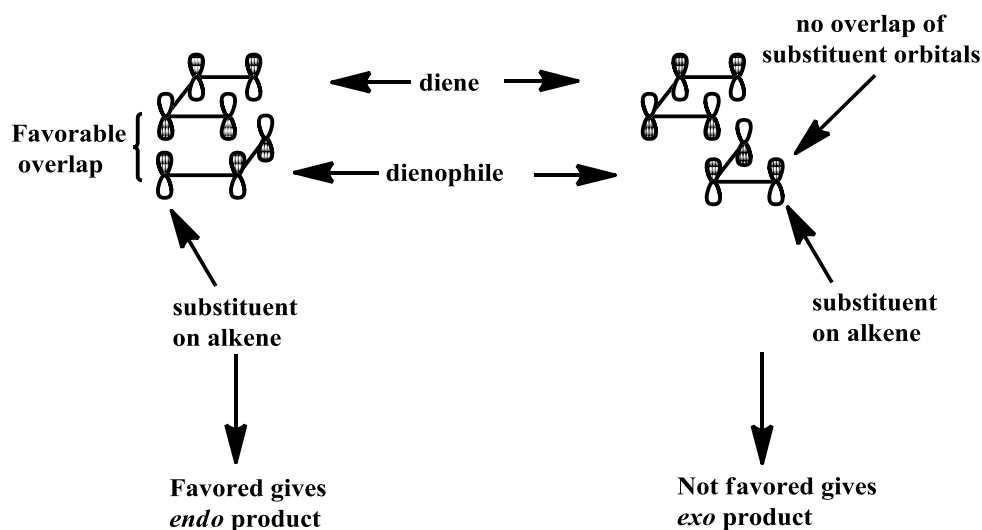 no overlap of
substituent orbitals
diene
Favorable
overlap
dienophile
substituent
on alkene
substituent
on alkene
Favored gives
endo product
Not favored gives
exo product